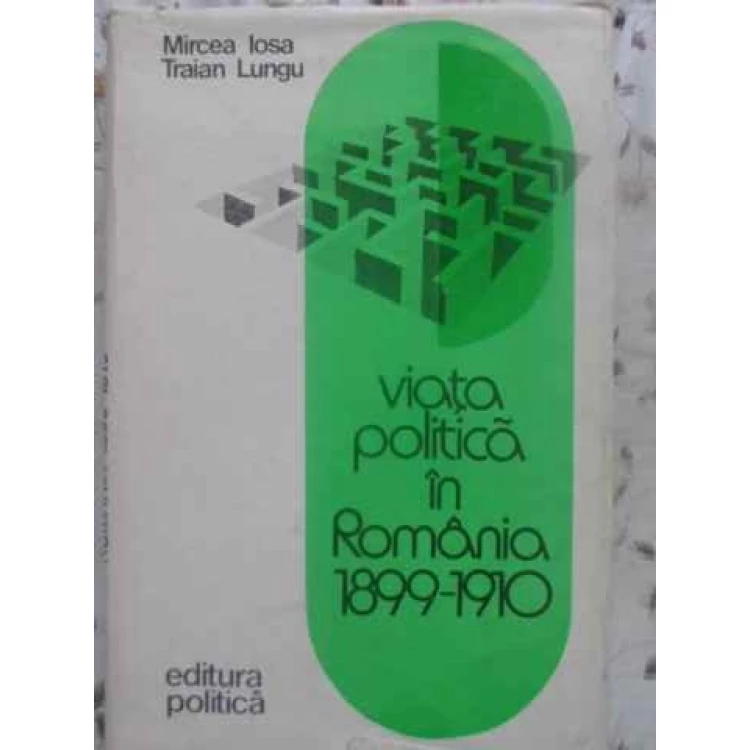 Mircea Iosa
Traian Lungu
viața
politică
în
România
1899-1910
editura
politică